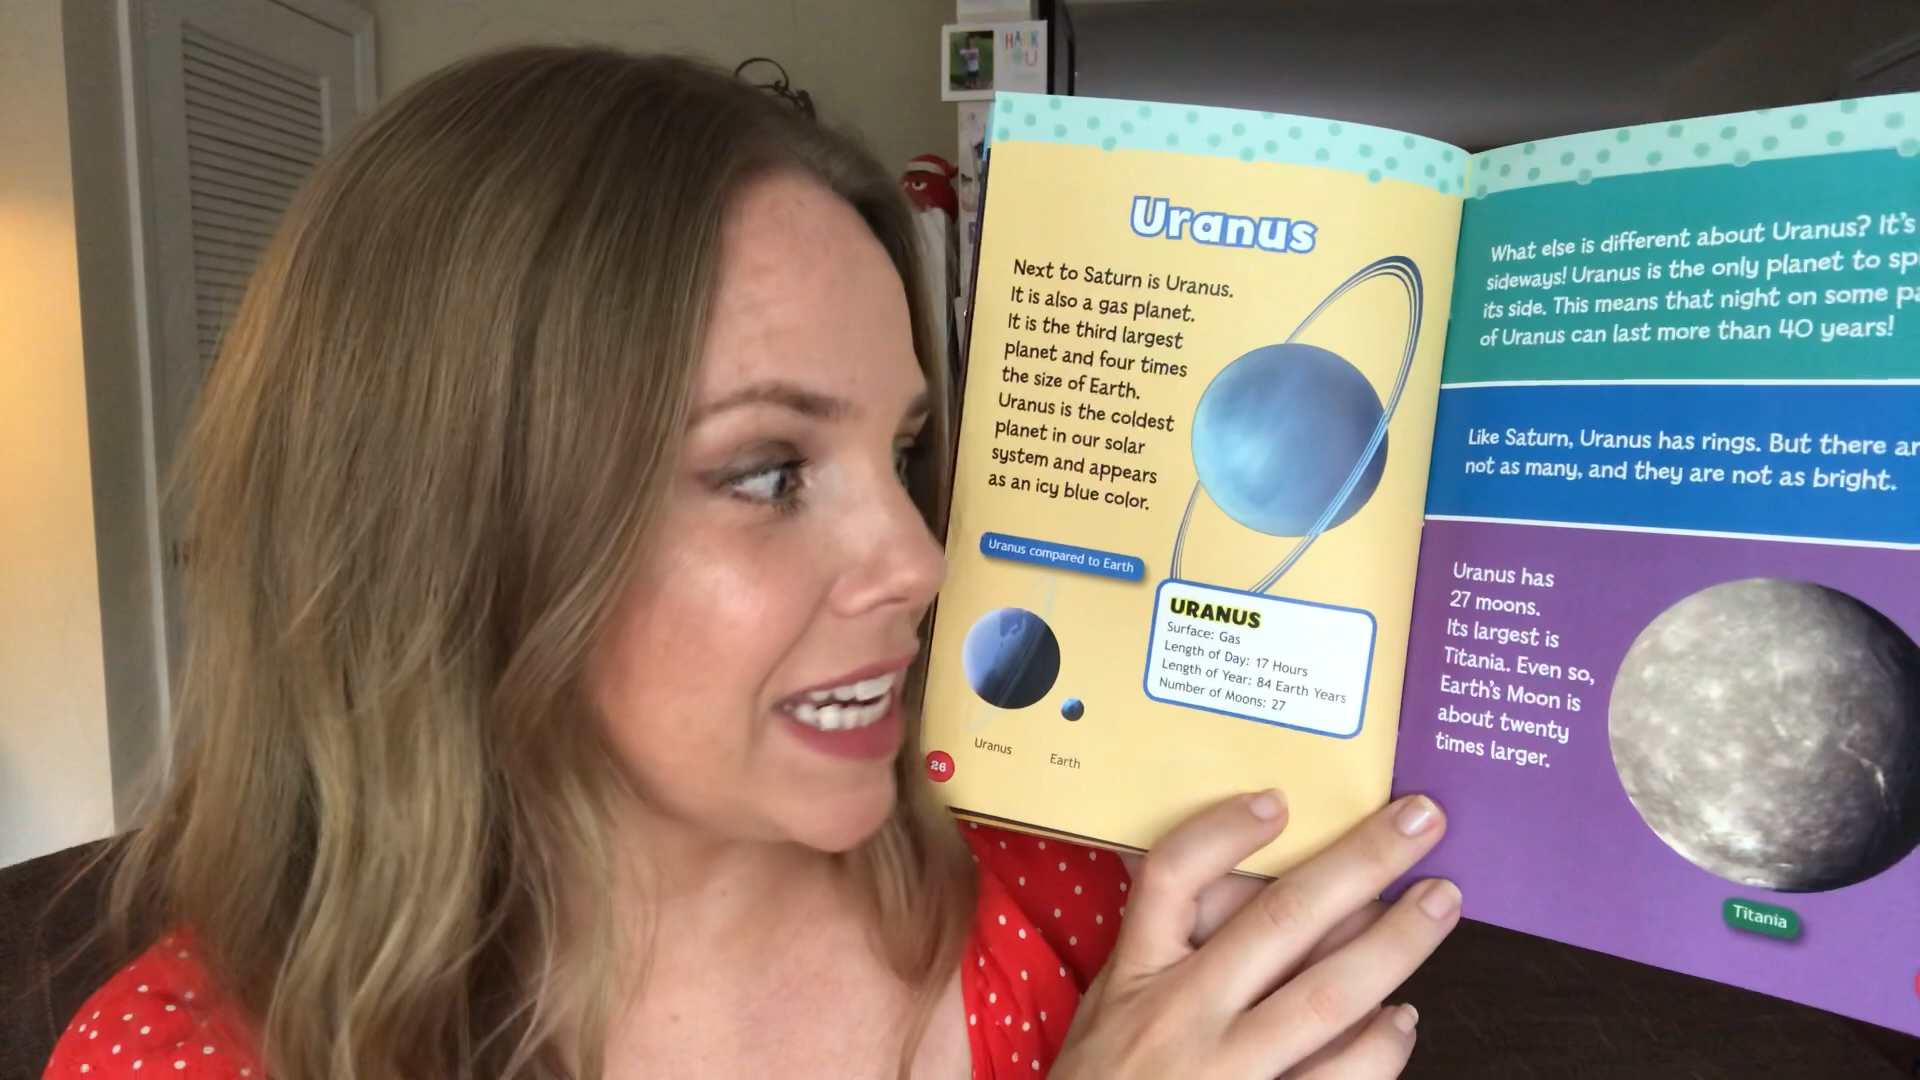 Uranus
Next to Saturn is Uranus.
It is also a gas planet.
It is the third largest
planet and four times
the size of Earth.
Uranus is the coldest
planet in our solar
system and appears
as an icy blue color.
Uranus compared to Earth
Uranus
Earth
URANUS
Surface: Gas
Length of Day: 17 Hours
Length of Year: 84 Earth Years
Number of Moons: 27
26
What else is different about Uranus? It's
sideways! Uranus is the only planet to
its side. This means that night on some
of Uranus can last more than 40 years!
Like Saturn, Uranus has rings. But there
not as many, and they are not as bright.
Uranus has
27 moons.
Its largest is
Titania. Even so,
Earth's Moon is
about twenty
times larger.
Titania